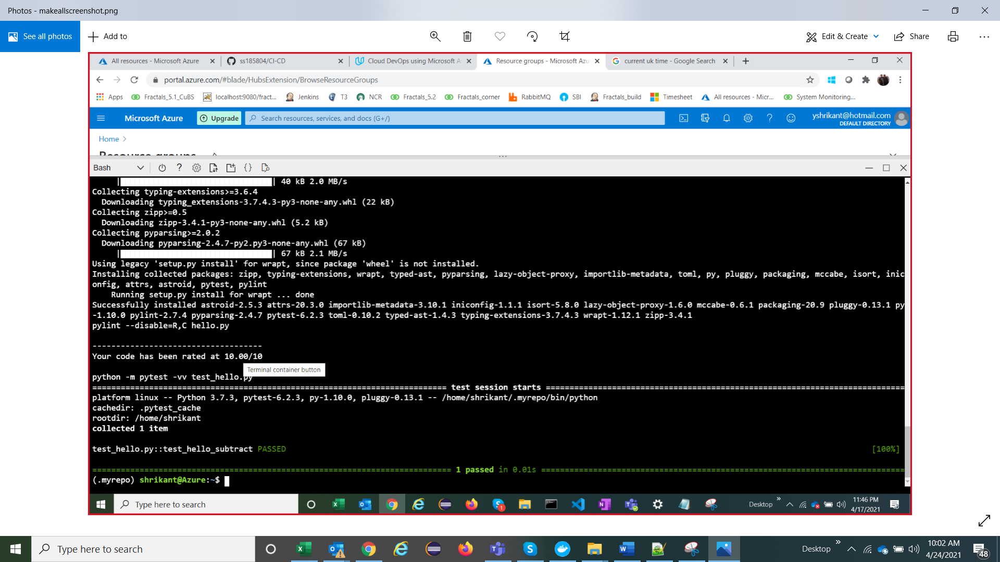 Photos - makeallscreenshot.png
See all photos
Add to
Edit & Create
Share
All resources - Microsoft Azure
ss185804/CI-CD
Cloud DevOps using Microsoft A
Resource groups - Microsoft Azu
current uk time - Google Search
portal.azure.com/#blade/HubsExtension/BrowseResourceGroups
Apps
Fractals_5.1_CuBS
localhost:9080/fract...
Jenkins
T3
NCR
Fractals_5.2
Fractals_corner
RabbitMQ
SBI
Fractals_build
Timesheet
All resources - Micr...
System Monitoring...
Microsoft Azure
Upgrade
Search resources, services, and docs (G+/)
yshrikant@hotmail.com
DEFAULT DIRECTORY
Home
Resource groups
Bash
40 kB 2.0 MB/s
Collecting typing-extensions>=3.6.4
Downloading typing_extensions-3.7.4.3-py3-none-any.whl (22 kB)
Collecting zipp>=0.5
Downloading zipp-3.4.1-py3-none-any.whl (5.2 kB)
Collecting pyparsing>=2.0.2
Downloading pyparsing-2.4.7-py2.py3-none-any.whl (67 kB)
67 kB 2.1 MB/s
Using legacy 'setup.py install' for wrapt, since package 'wheel' is not installed.
Installing collected packages: zipp, typing-extensions, wrapt, typed-ast, pyparsing, lazy-object-proxy, importlib-metadata, toml, py, pluggy, packaging, mccabe, isort, inic
onfig, attrs, astroid, pytest, pylint
Running setup.py install for wrapt ... done
Successfully installed astroid-2.5.3 attrs-20.3.0 importlib-metadata-3.10.1 iniconfig-1.1.1 isort-5.8.0 lazy-object-proxy-1.6.0 mccabe-0.6.1 packaging-20.9 pluggy-0.13.1 py
-1.10.0 pylint-2.7.4 pyparsing-2.4.7 pytest-6.2.3 toml-0.10.2 typed-ast-1.4.3 typing-extensions-3.7.4.3 wrapt-1.12.1 zipp-3.4.1
pylint --disable=R,C hello.py
------------------------------------
Your code has been rated at 10.00/10
Terminal container button
python -m pytest -vv test_hello.py
test session starts
platform linux -- Python 3.7.3, pytest-6.2.3, py-1.10.0, pluggy-0.13.1 -- /home/shrikant/.myrepo/bin/python
cachedir: .pytest_cache
rootdir: /home/shrikant
collected 1 item
test_hello.py::test_hello_subtract PASSED [100%]
1 passed in 0.01s
(.myrepo) shrikant@Azure:~$
Type here to search
Desktop
11:46 PM
4/17/2021
Type here to search
Desktop
10:02 AM
4/24/2021
48